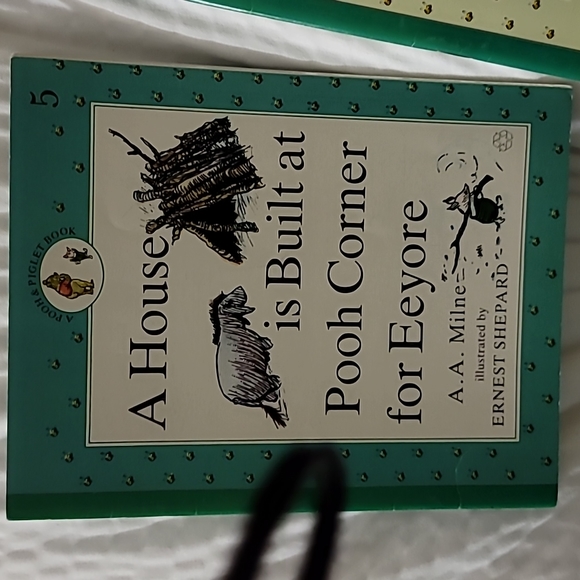 5
A POOH & PIGLET BOOK
A House
is Built at
Pooh Corner
for Eeyore
A.A. Milne
illustrated by
ERNEST SHEPARD